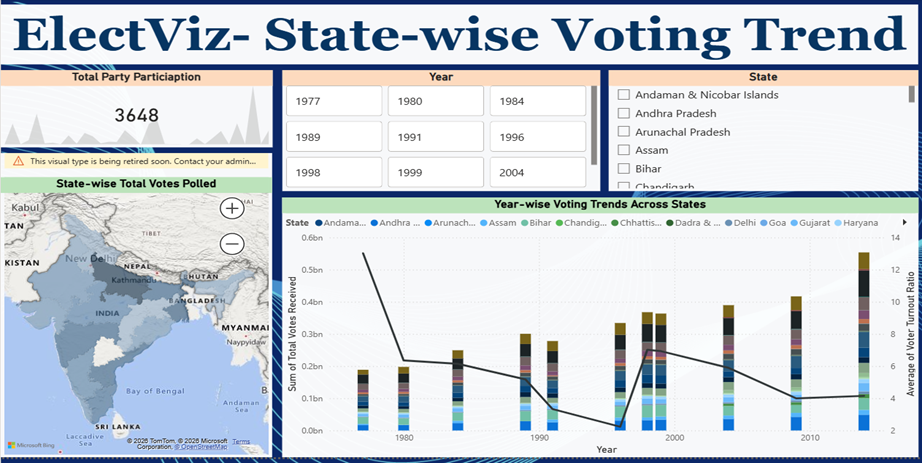 ElectViz- State-wise Voting Trend
Total Party Particiaption
3648
This visual type is being retired soon. Contact your admin...
State-wise Total Votes Polled
Kabul
TAN
TIBET
KISTAN
New Delhi
NEPAL
Kathmandu
BHUTAN
BANGLADESH
INDIA
MYANMAI
Naypyidaw
Bay of Bengal
B
Andaman
Sea
SRI LANKA
Laccadive
Sea
Microsoft Bing
© 2025 TomTom, © 2025 Microsoft
Corporation, © OpenStreetMap
Terms
Year
1977 1980 1984
1989 1991 1996
1998 1999 2004
State
Andaman & Nicobar Islands
Andhra Pradesh
Arunachal Pradesh
Assam
Bihar
Chandigarh
Year-wise Voting Trends Across States
State Andama... Andhra ... Arunach... Assam Bihar Chandig... Chhattis... Dadra & ... Delhi Goa Gujarat Haryana
Sum of Total Votes Received
0.6bn
0.5bn
0.4bn
0.3bn
0.2bn
0.1bn
0.0bn
1980 1990 2000 2010
Year
14
12
10
8
6
4
2
Average of Voter Turnout Ratio